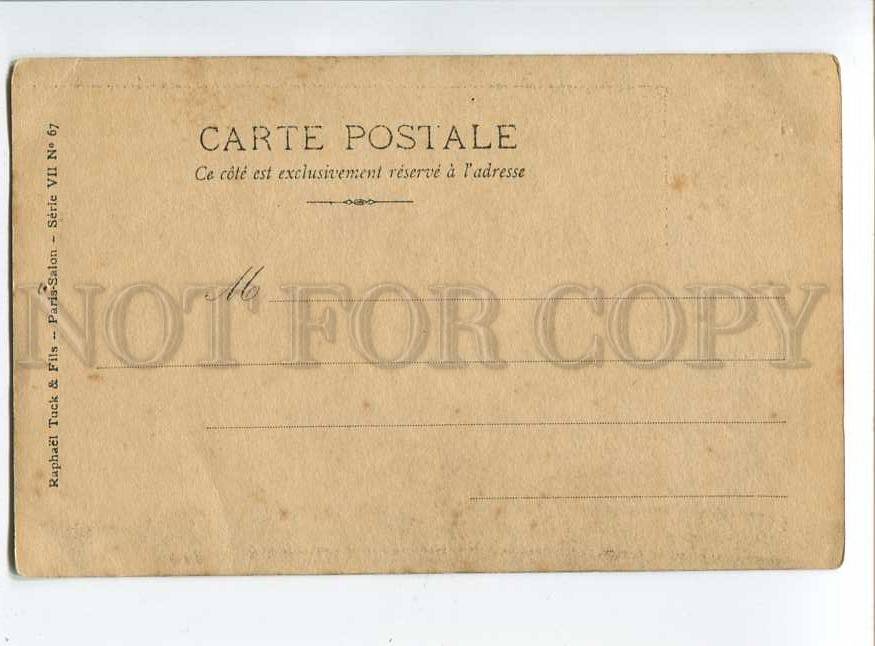 CARTE POSTALE
Ce côté est exclusivement réservé à l'adresse
M
NOT FOR COPY
Raphaël Tuck & Fils -- Paris-Salon - Série VII Nº 67